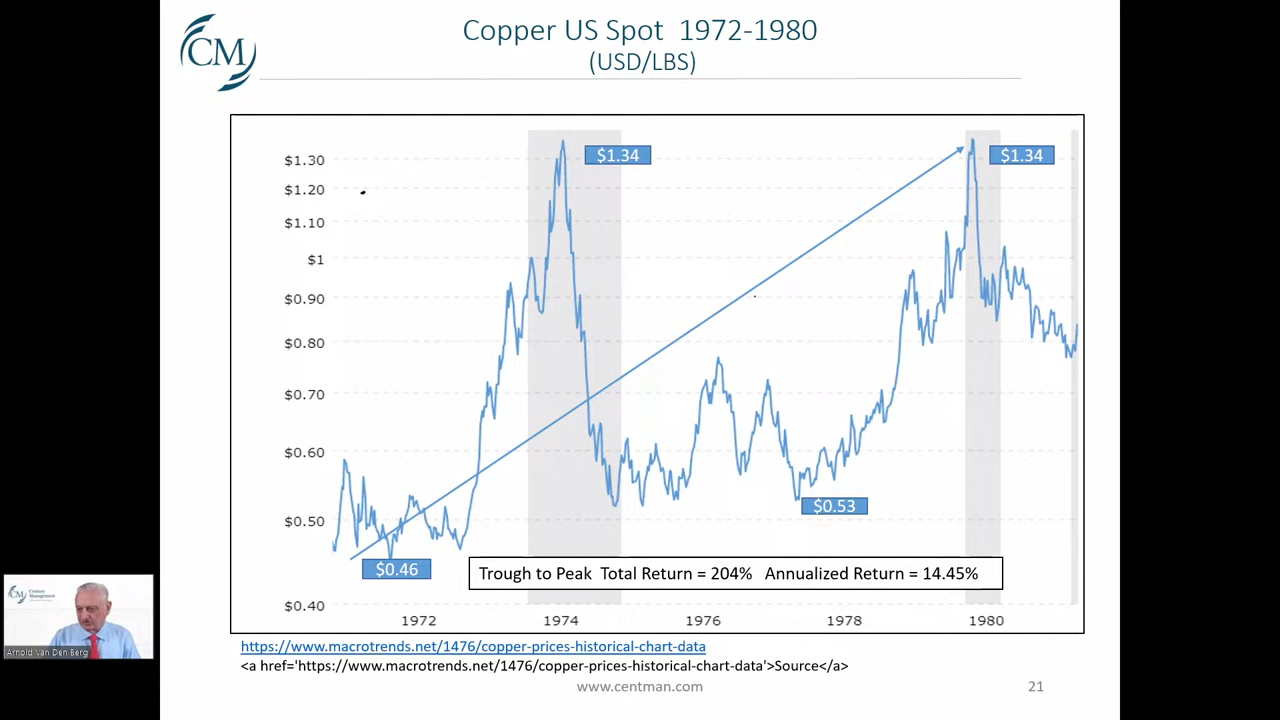 CM
Copper US Spot 1972-1980
(USD/LBS)
$1.30
$1.20
$1.10
$1
$0.90
$0.80
$0.70
$0.60
$0.50
$0.40
$1.34
$1.34
$0.53
$0.46
Trough to Peak Total Return = 204% Annualized Return = 14.45%
1972 1974 1976 1978 1980
https://www.macrotrends.net/1476/copper-prices-historical-chart-data
<a href='https://www.macrotrends.net/1476/copper-prices-historical-chart-data'>Source</a>
www.centman.com 21
CM
Century
Management
Arnold Van Den Berg